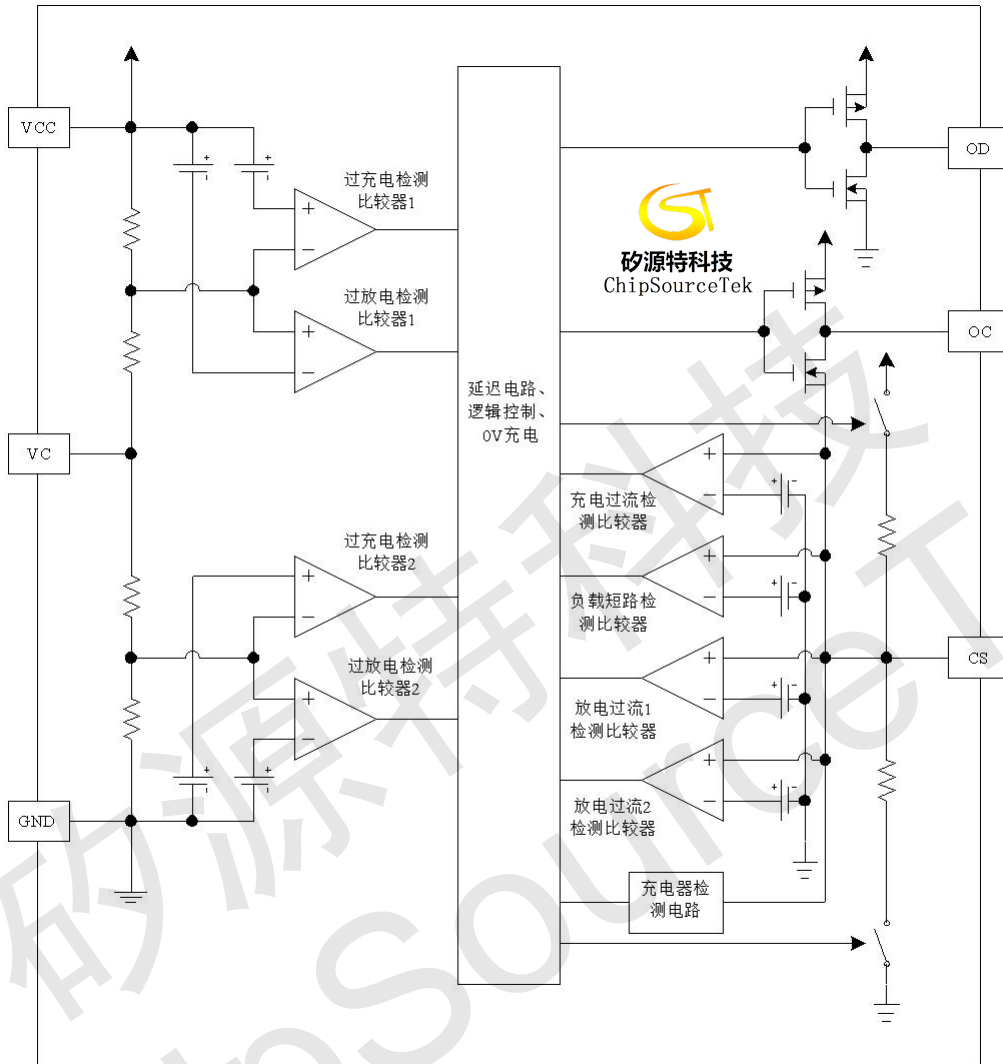 VCC
OD
过充电检测
比较器1
矽源特科技
ChipSourceTek
过放电检测
比较器1
OC
延迟电路、
逻辑控制、
0V充电
VC
充电过流检
测比较器
过充电检测
比较器2
负载短路检
测比较器
CS
过放电检测
比较器2
放电过流1
检测比较器
GND
放电过流2
检测比较器
充电器检
测电路
矽源特科技
ipSourceT